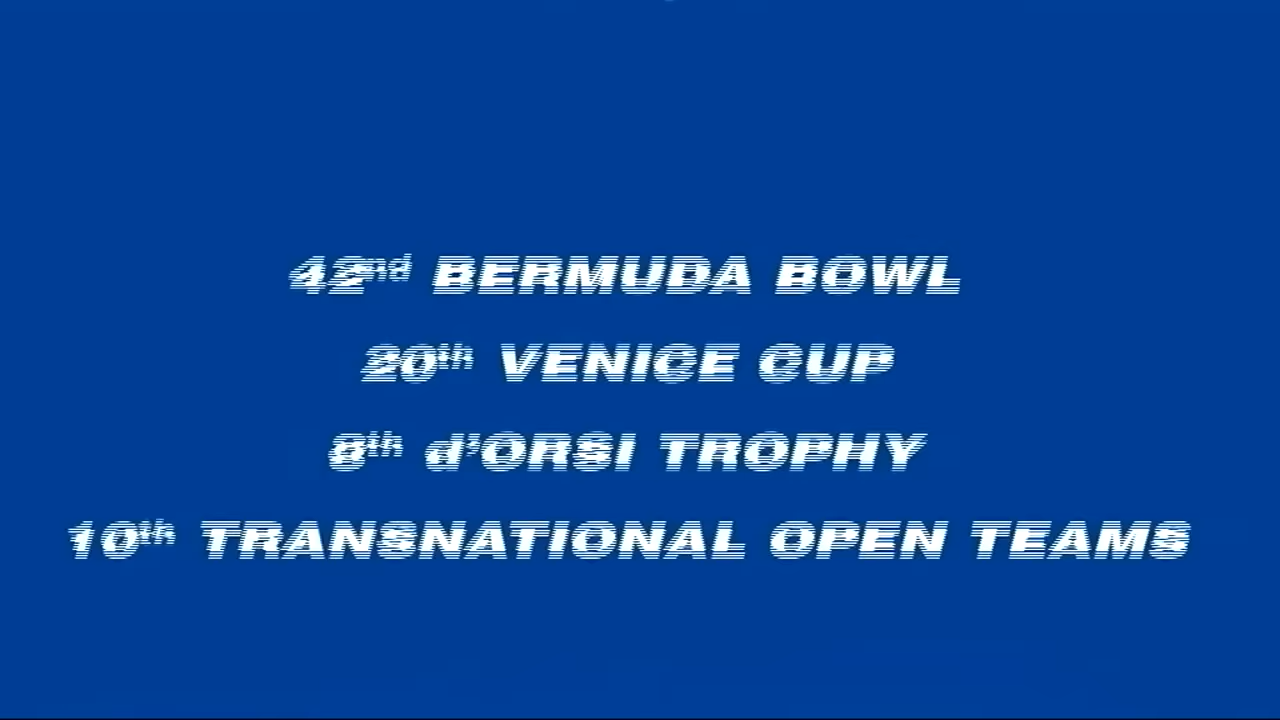 42nd BERMUDA BOWL
20th VENICE CUP
8th d'ORSI TROPHY
10th TRANSNATIONAL OPEN TEAMS